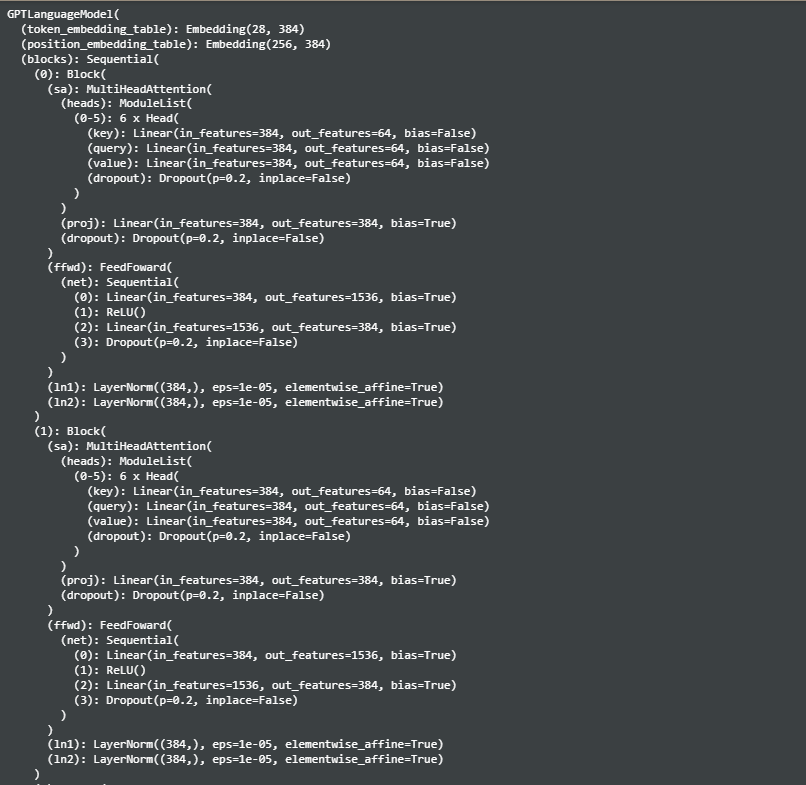 GPTLanguageModel(
  (token_embedding_table): Embedding(28, 384)
  (position_embedding_table): Embedding(256, 384)
  (blocks): Sequential(
    (0): Block(
      (sa): MultiHeadAttention(
        (heads): ModuleList(
          (0-5): 6 x Head(
            (key): Linear(in_features=384, out_features=64, bias=False)
            (query): Linear(in_features=384, out_features=64, bias=False)
            (value): Linear(in_features=384, out_features=64, bias=False)
            (dropout): Dropout(p=0.2, inplace=False)
          )
        )
        (proj): Linear(in_features=384, out_features=384, bias=True)
        (dropout): Dropout(p=0.2, inplace=False)
      )
      (ffwd): FeedFoward(
        (net): Sequential(
          (0): Linear(in_features=384, out_features=1536, bias=True)
          (1): ReLU()
          (2): Linear(in_features=1536, out_features=384, bias=True)
          (3): Dropout(p=0.2, inplace=False)
        )
      )
      (ln1): LayerNorm((384,), eps=1e-05, elementwise_affine=True)
      (ln2): LayerNorm((384,), eps=1e-05, elementwise_affine=True)
    )
    (1): Block(
      (sa): MultiHeadAttention(
        (heads): ModuleList(
          (0-5): 6 x Head(
            (key): Linear(in_features=384, out_features=64, bias=False)
            (query): Linear(in_features=384, out_features=64, bias=False)
            (value): Linear(in_features=384, out_features=64, bias=False)
            (dropout): Dropout(p=0.2, inplace=False)
          )
        )
        (proj): Linear(in_features=384, out_features=384, bias=True)
        (dropout): Dropout(p=0.2, inplace=False)
      )
      (ffwd): FeedFoward(
        (net): Sequential(
          (0): Linear(in_features=384, out_features=1536, bias=True)
          (1): ReLU()
          (2): Linear(in_features=1536, out_features=384, bias=True)
          (3): Dropout(p=0.2, inplace=False)
        )
      )
      (ln1): LayerNorm((384,), eps=1e-05, elementwise_affine=True)
      (ln2): LayerNorm((384,), eps=1e-05, elementwise_affine=True)
    )